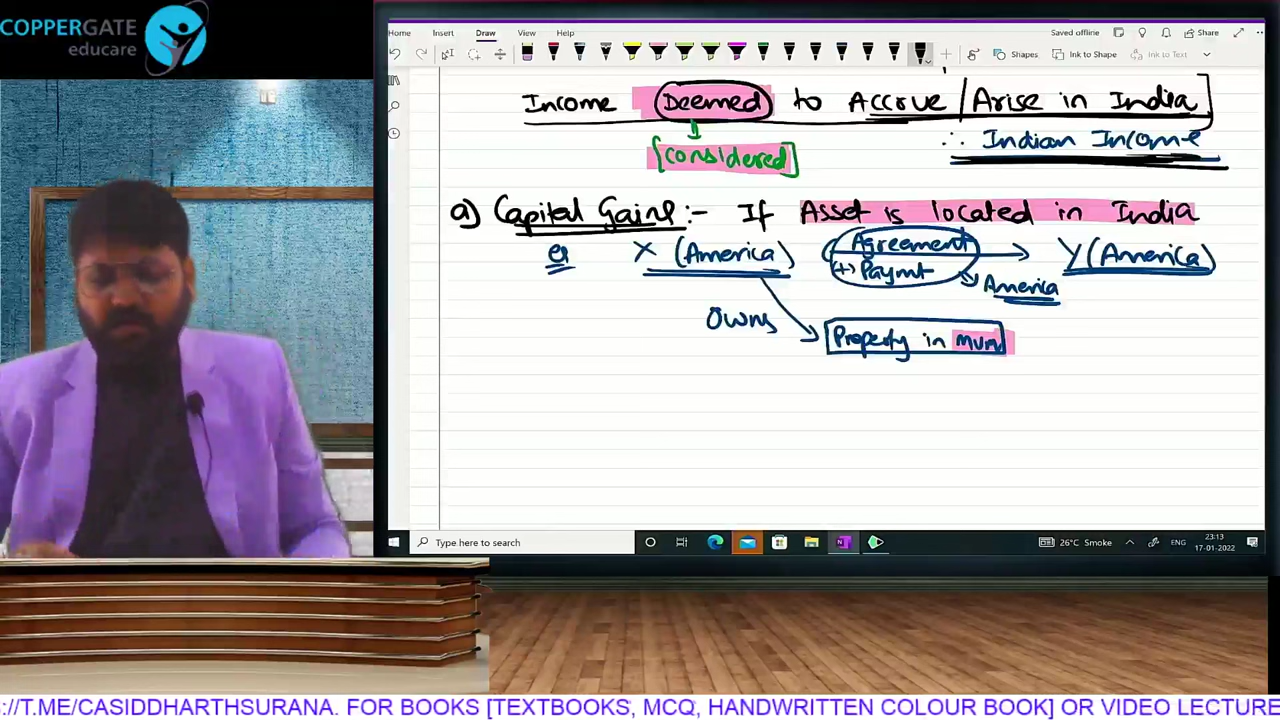 COPPERGATE
educare
Home Insert Draw View Help
Saved offline
Share
Shapes
Ink to Shape
Ink to Text
Income Deemed to Accrue / Arise in India]
[Considered]
∴ Indian Income
a) Capital Gains :- If Asset is located in India
eg X (America) Agreement Y (America)
(+) Paymt
America
Owns
Property in mum
Type here to search
26°C Smoke
ENG
23:13
17-01-2022
S://T.ME/CASIDDHARTHSURANA. FOR BOOKS [TEXTBOOKS, MCQ, HANDWRITTEN COLOUR BOOK] OR VIDEO LECTURE